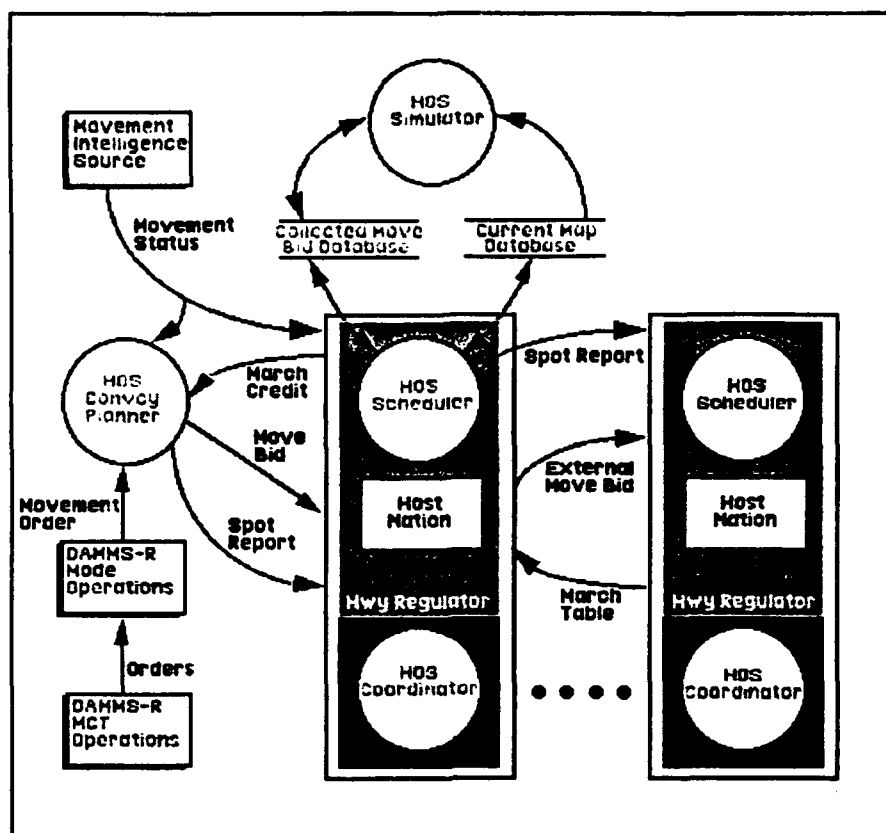 HOS
Simulator
Movement
Intelligence
Source
Movement
Status
Collected Move
Bid Database
Current Map
Database
HOS
Convoy
Planner
March
Credit
HOS
Scheduler
Spot Report
HOS
Scheduler
Move
Bid
External
Move Bid
Movement
Order
Spot
Report
Host
Nation
Host
Nation
DAMMS-R
Mode
Operations
Hwy Regulator
March
Table
Hwy Regulator
Orders
DAMMS-R
MCT
Operations
HOS
Coordinator
HOS
Coordinator